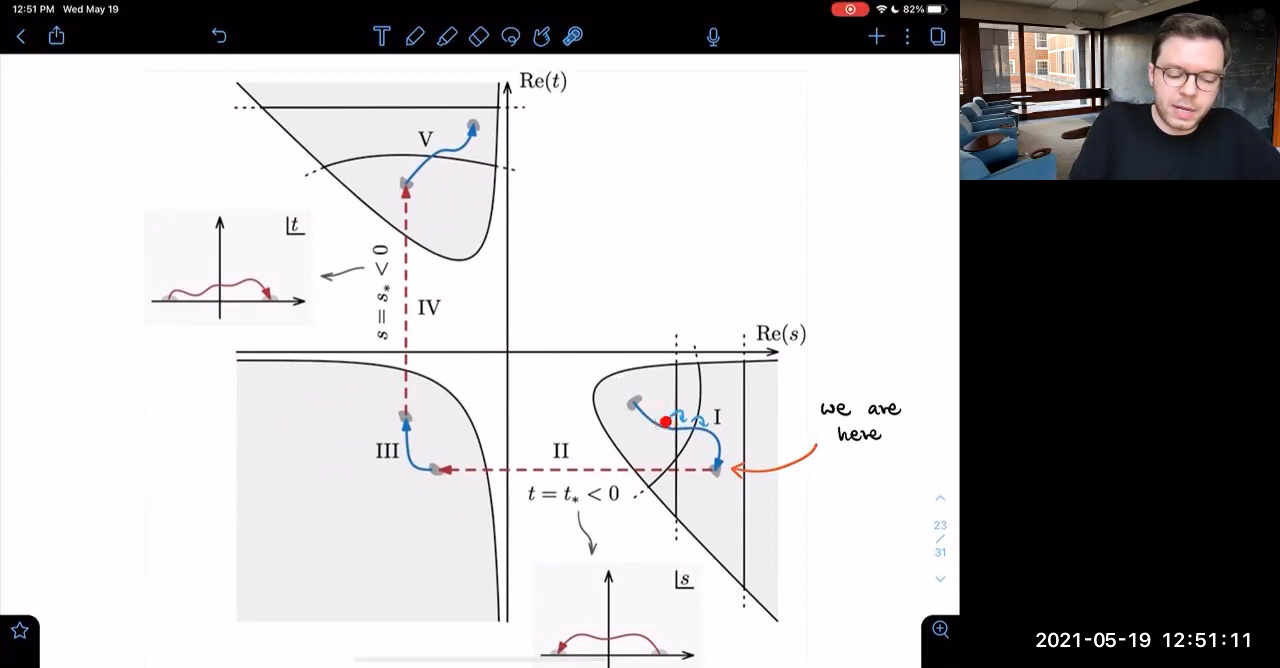 12:51 PM Wed May 19
82%
T
Re(t)
V
t
s = s* < 0
IV
Re(s)
I
we are
here
III
II
t = t* < 0
23
/
31
s
2021-05-19 12:51:11